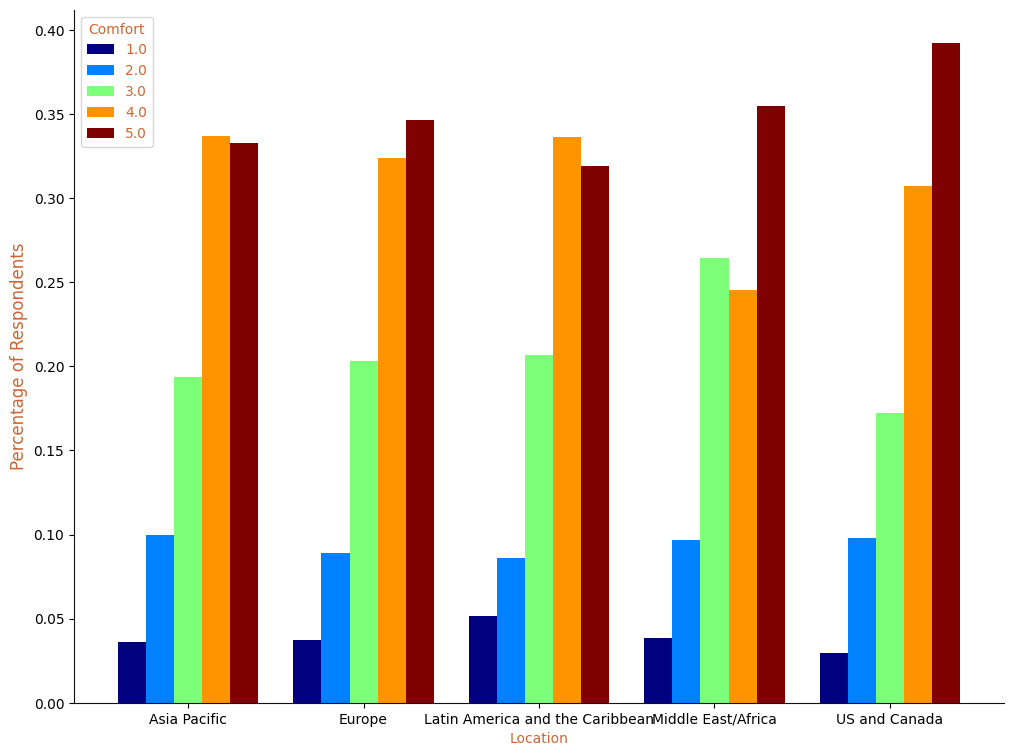 Comfort
1.0
2.0
3.0
4.0
5.0
Percentage of Respondents
0.40
0.35
0.30
0.25
0.20
0.15
0.10
0.05
0.00
Asia Pacific
Europe
Latin America and the Caribbean
Middle East/Africa
US and Canada
Location